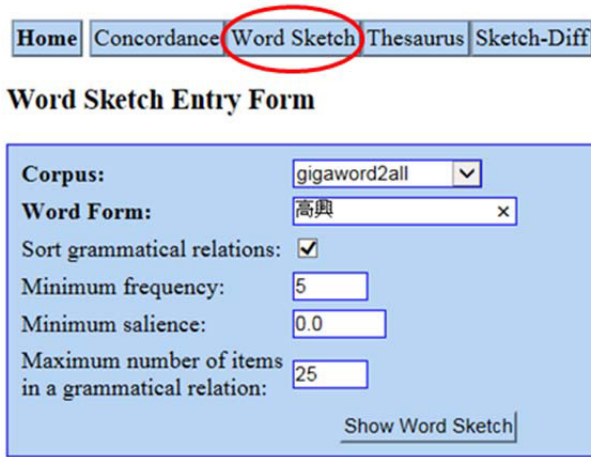 Home Concordance Word Sketch Thesaurus Sketch-Diff
Word Sketch Entry Form
Corpus: gigaword2all
Word Form: 高興 ×
Sort grammatical relations:
Minimum frequency: 5
Minimum salience: 0.0
Maximum number of items
in a grammatical relation: 25
Show Word Sketch